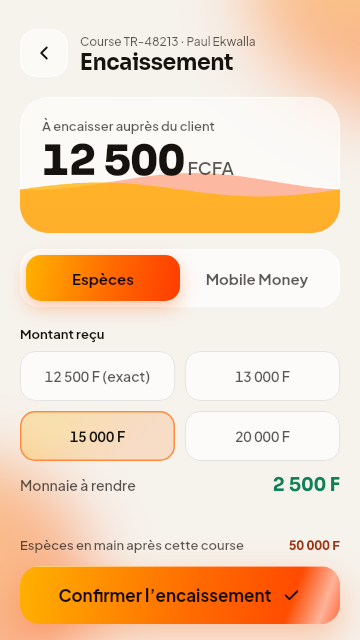 Course TR-48213 · Paul Ekwalla
Encaissement
À encaisser auprès du client
12 500 FCFA
Espèces
Mobile Money
Montant reçu
12 500 F (exact)
13 000 F
15 000 F
20 000 F
Monnaie à rendre
2 500 F
Espèces en main après cette course
50 000 F
Confirmer l’encaissement